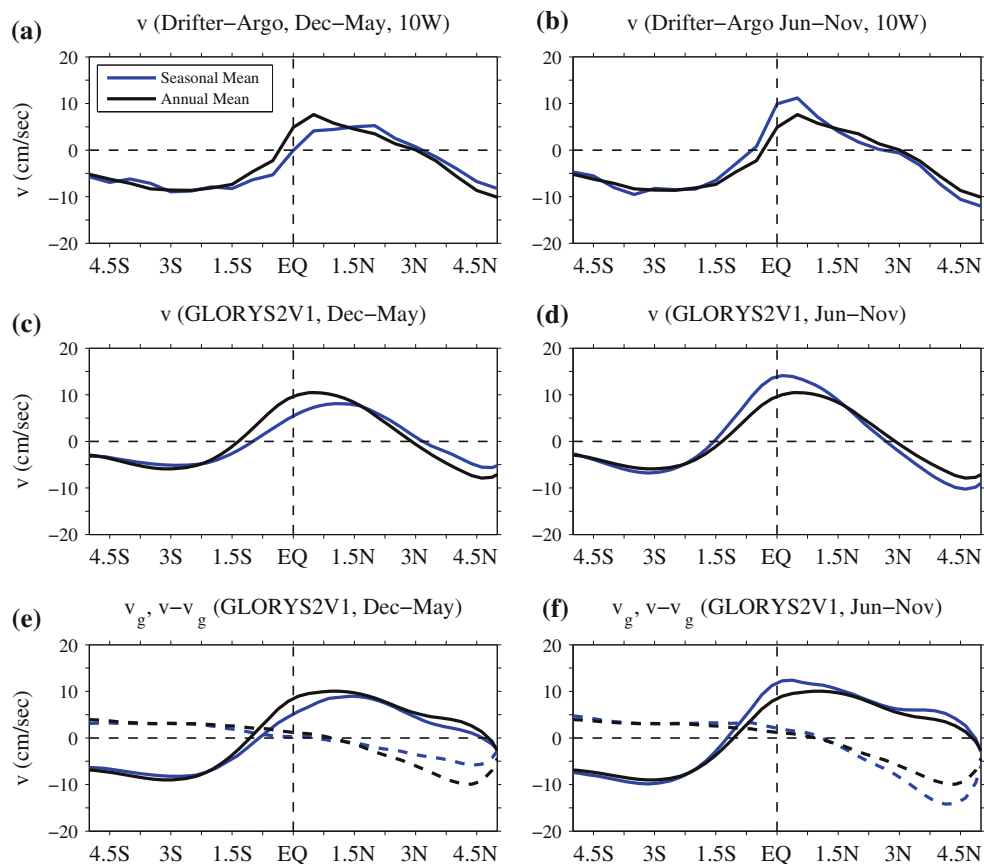 (a)
v (Drifter−Argo, Dec−May, 10W)
20
10
0
−10
−20
v (cm/sec)
Seasonal Mean
Annual Mean
4.5S 3S 1.5S EQ 1.5N 3N 4.5N
(b)
v (Drifter−Argo Jun−Nov, 10W)
20
10
0
−10
−20
4.5S 3S 1.5S EQ 1.5N 3N 4.5N
(c)
v (GLORYS2V1, Dec−May)
20
10
0
−10
−20
v (cm/sec)
4.5S 3S 1.5S EQ 1.5N 3N 4.5N
(d)
v (GLORYS2V1, Jun−Nov)
20
10
0
−10
−20
4.5S 3S 1.5S EQ 1.5N 3N 4.5N
(e)
v_g, v−v_g (GLORYS2V1, Dec−May)
20
10
0
−10
−20
v (cm/sec)
4.5S 3S 1.5S EQ 1.5N 3N 4.5N
(f)
v_g, v−v_g (GLORYS2V1, Jun−Nov)
20
10
0
−10
−20
4.5S 3S 1.5S EQ 1.5N 3N 4.5N